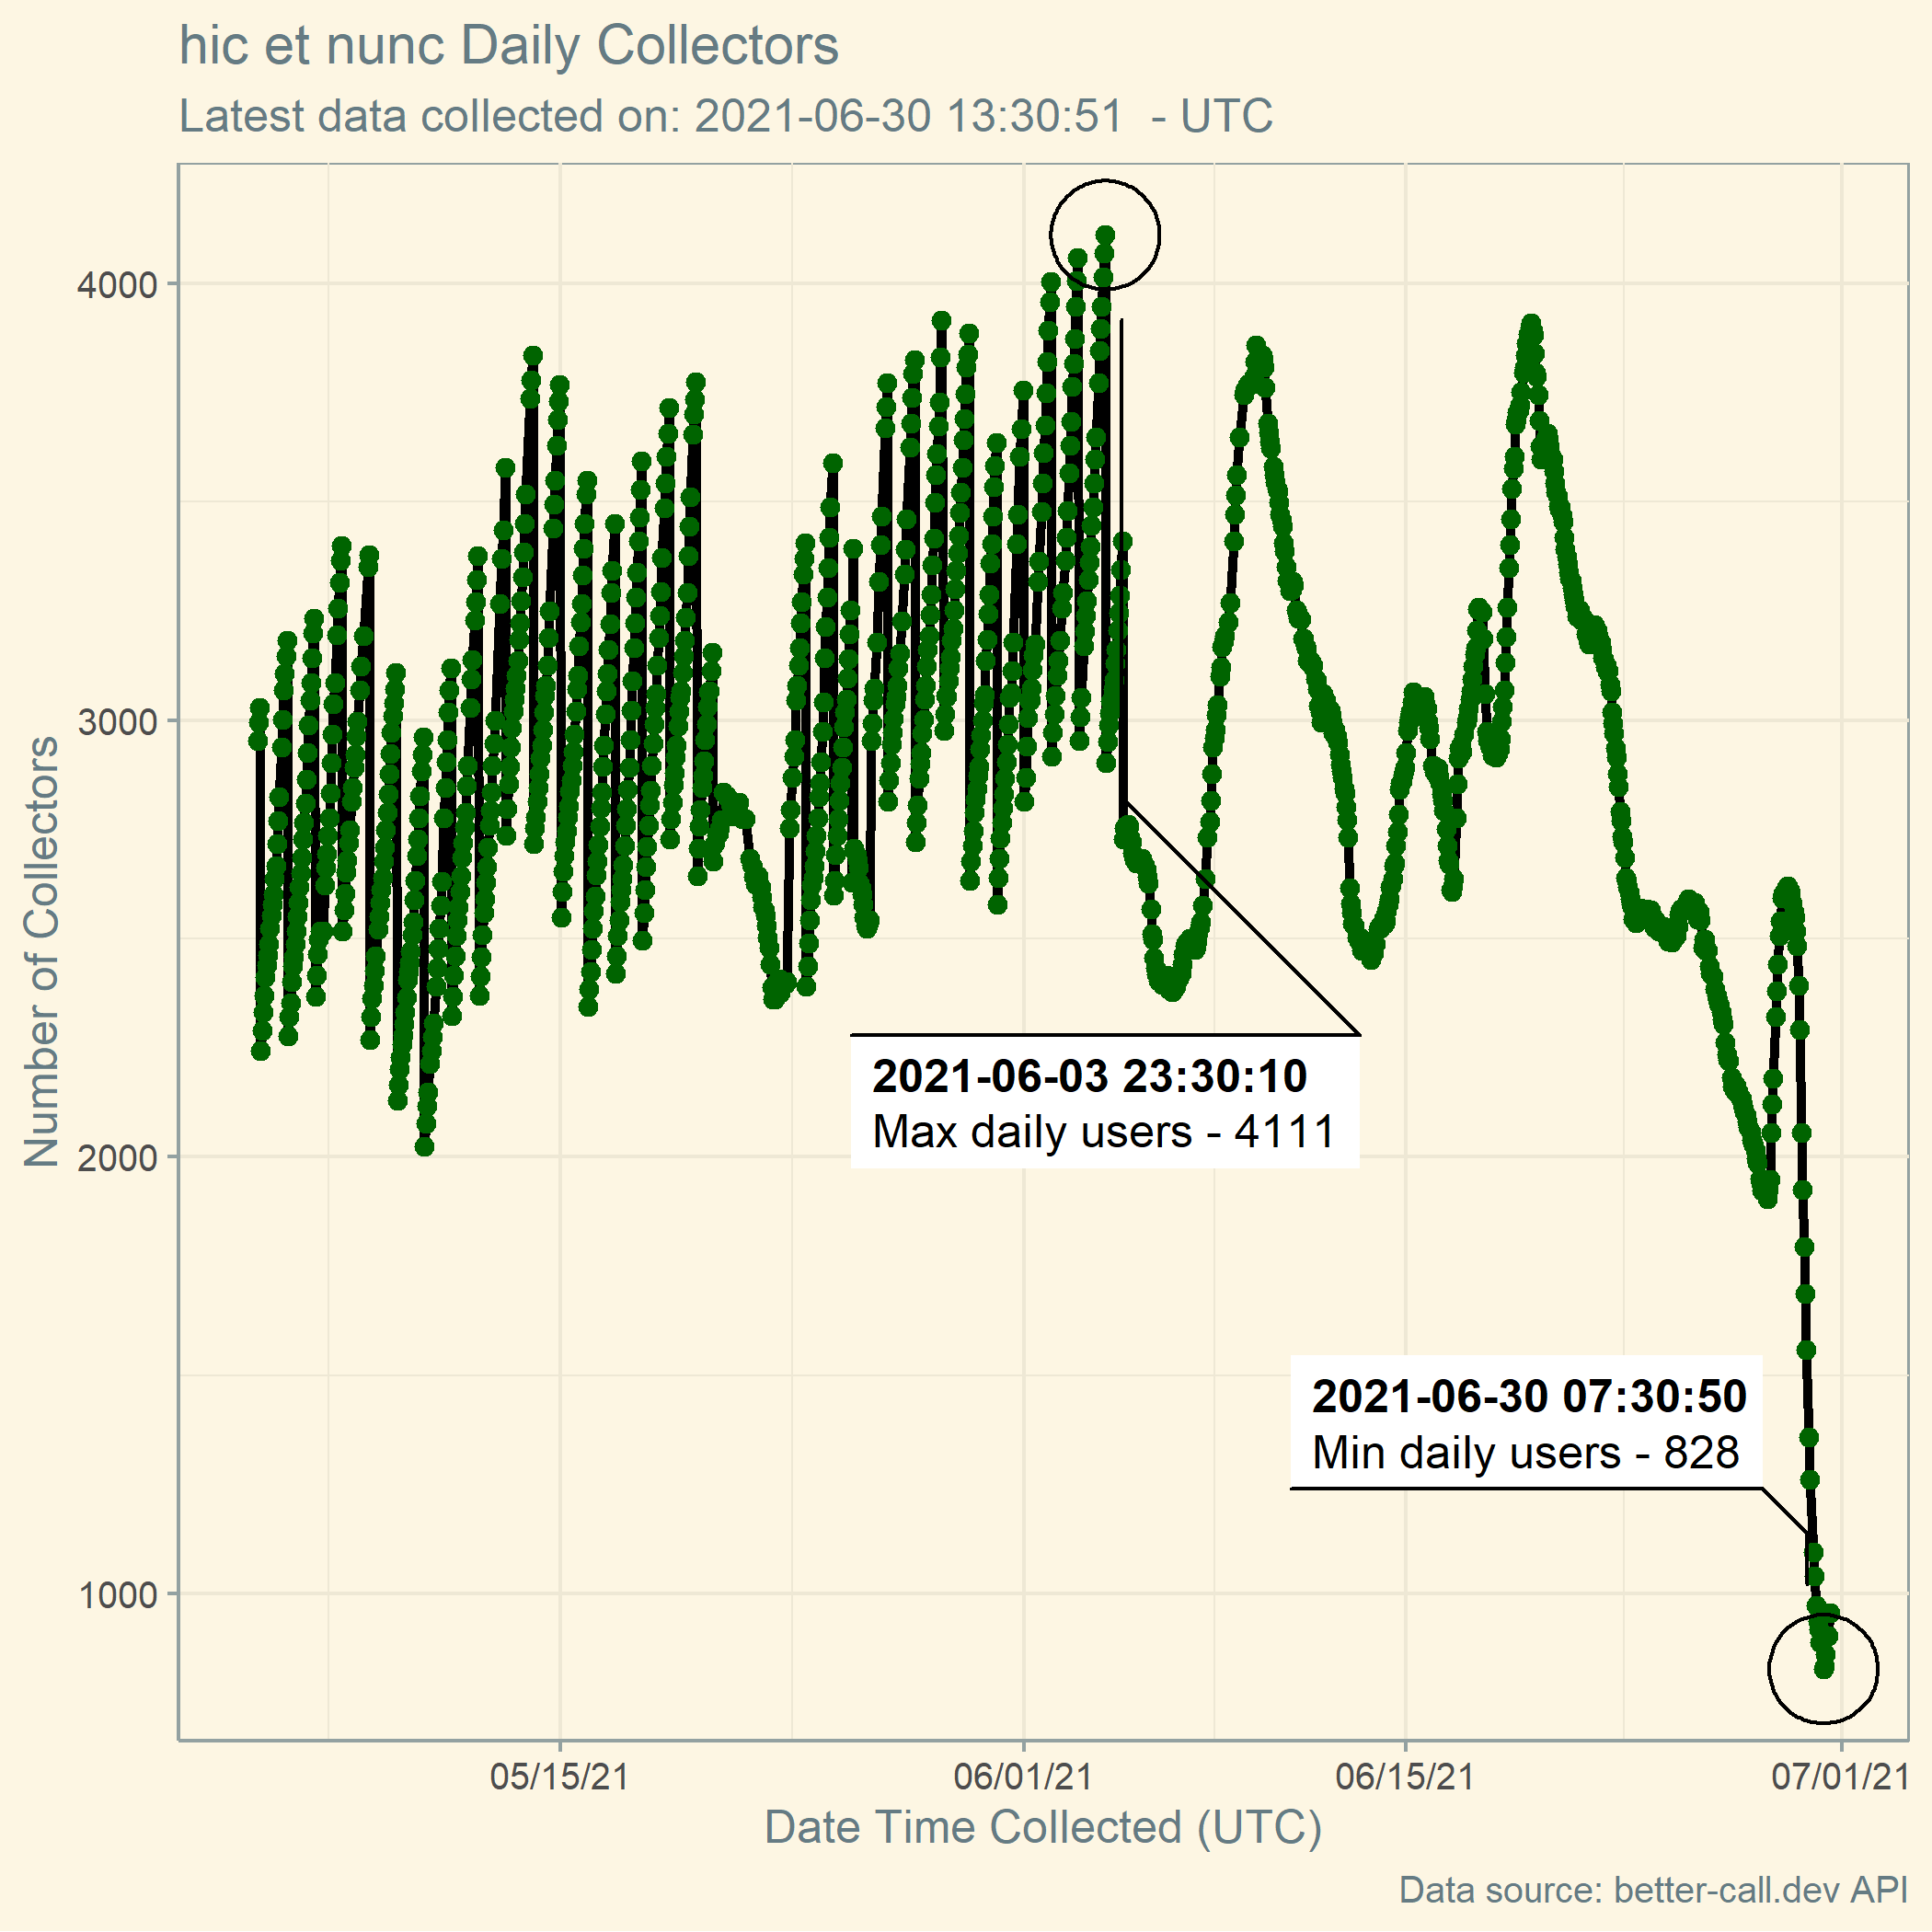 hic et nunc Daily Collectors
Latest data collected on: 2021-06-30 13:30:51  - UTC
Number of Collectors
4000
3000
2000
1000
2021-06-03 23:30:10
Max daily users - 4111
2021-06-30 07:30:50
Min daily users - 828
05/15/21
06/01/21
06/15/21
07/01/21
Date Time Collected (UTC)
Data source: better-call.dev API